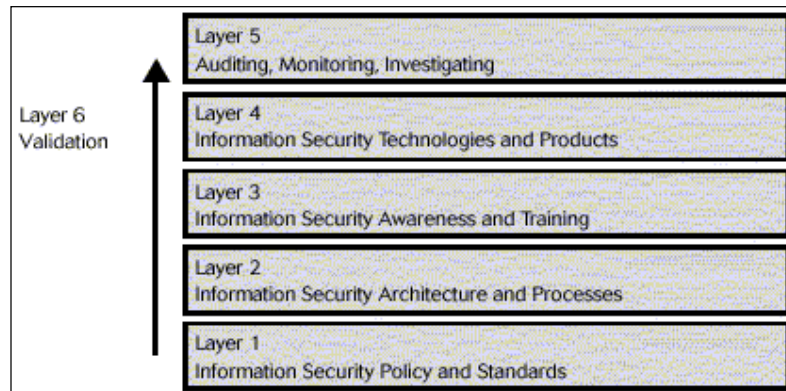 Layer 5
Auditing, Monitoring, Investigating
Layer 6
Validation
Layer 4
Information Security Technologies and Products
Layer 3
Information Security Awareness and Training
Layer 2
Information Security Architecture and Processes
Layer 1
Information Security Policy and Standards